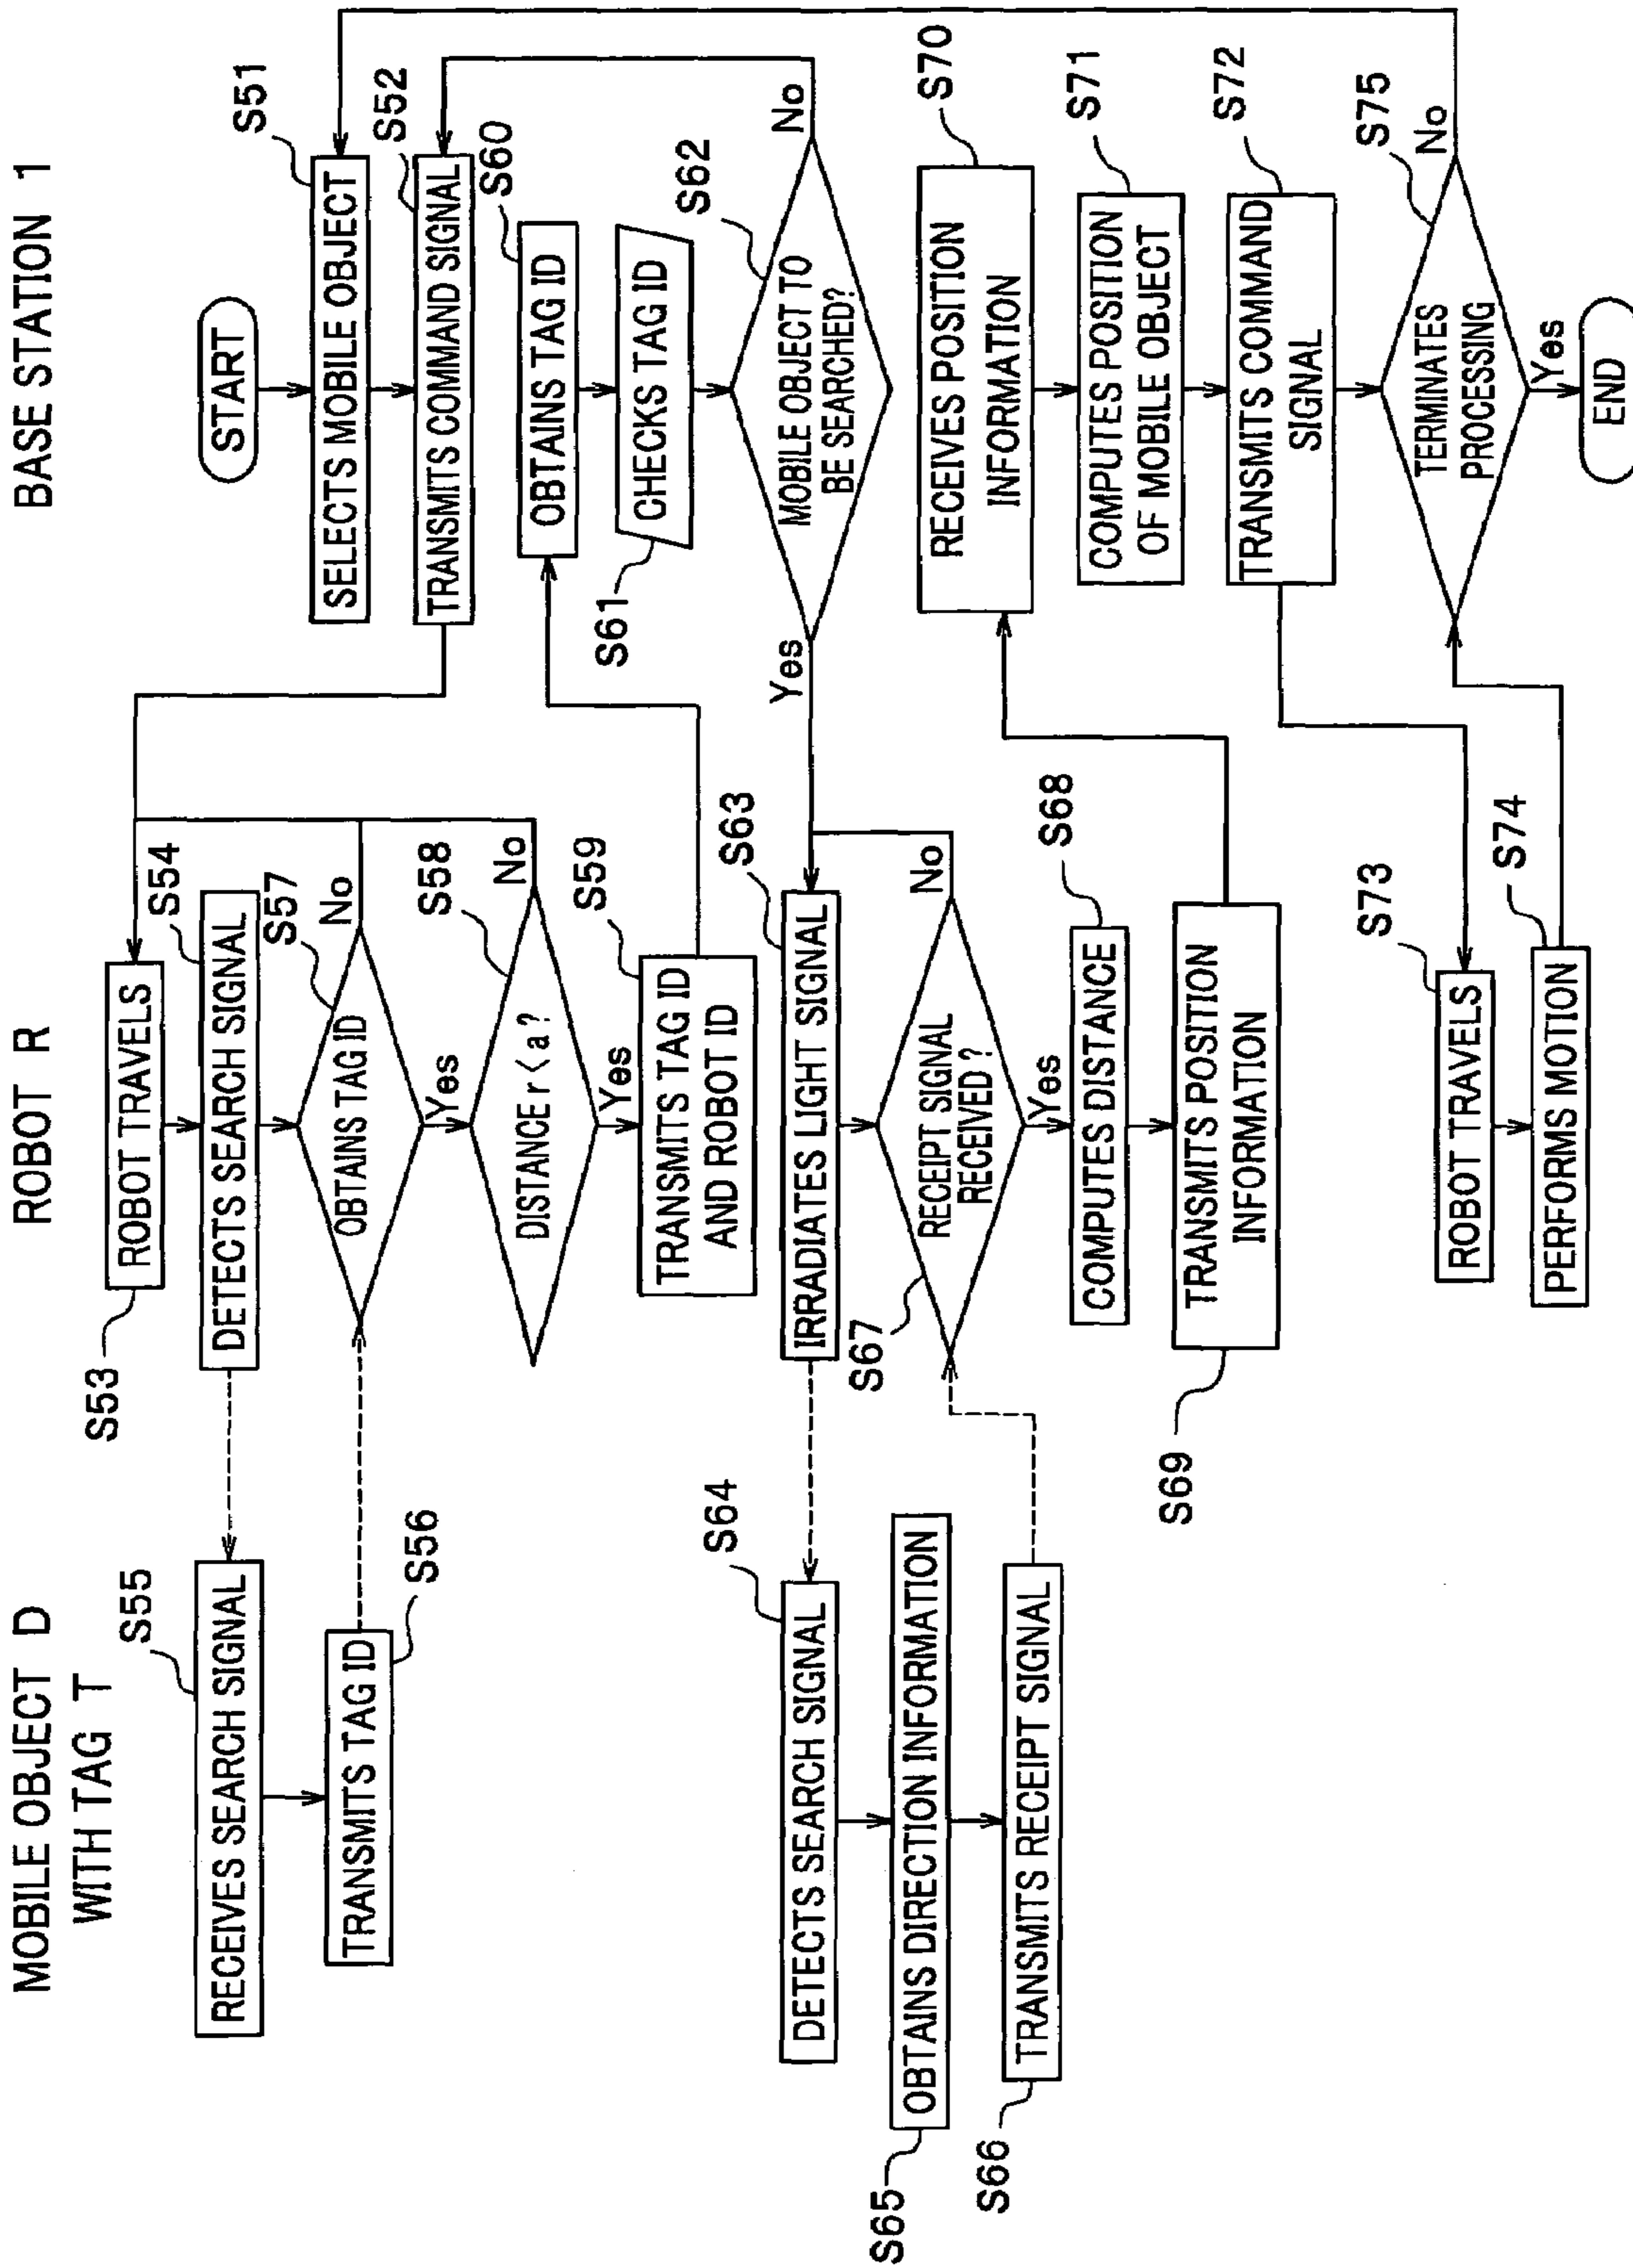 MOBILE OBJECT D
WITH TAG T
ROBOT R
BASE STATION 1
START
S51
SELECTS MOBILE OBJECT
S52
TRANSMITS COMMAND SIGNAL
S53
ROBOT TRAVELS
S54
DETECTS SEARCH SIGNAL
S55
RECEIVES SEARCH SIGNAL
S56
TRANSMITS TAG ID
S57
OBTAINS TAG ID
No
Yes
S58
DISTANCE r < a ?
No
Yes
S59
TRANSMITS TAG ID
AND ROBOT ID
S60
OBTAINS TAG ID
S61
CHECKS TAG ID
S62
MOBILE OBJECT TO
BE SEARCHED?
No
Yes
S63
IRRADIATES LIGHT SIGNAL
S64
DETECTS SEARCH SIGNAL
S65
OBTAINS DIRECTION INFORMATION
S66
TRANSMITS RECEIPT SIGNAL
S67
RECEIPT SIGNAL
RECEIVED ?
No
Yes
S68
COMPUTES DISTANCE
S69
TRANSMITS POSITION
INFORMATION
S70
RECEIVES POSITION
INFORMATION
S71
COMPUTES POSITION
OF MOBILE OBJECT
S72
TRANSMITS COMMAND
SIGNAL
S73
ROBOT TRAVELS
S74
PERFORMS MOTION
S75
TERMINATES
PROCESSING
No
Yes
END